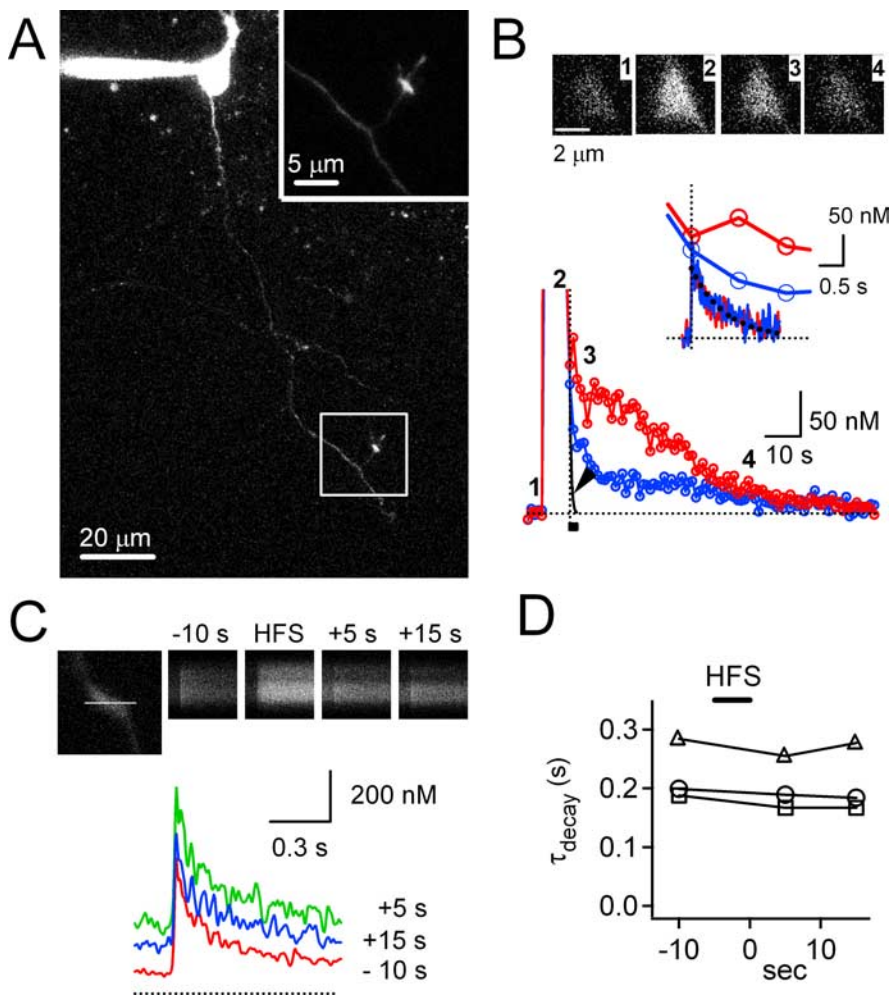 A
5 μm
20 μm
B
1 2 3 4
2 μm
50 nM
0.5 s
2
3
50 nM
10 s
4
1
C
-10 s HFS +5 s +15 s
200 nM
0.3 s
+5 s
+15 s
- 10 s
D
HFS
τdecay (s)
0.3
0.2
0.1
0.0
-10 0 10
sec